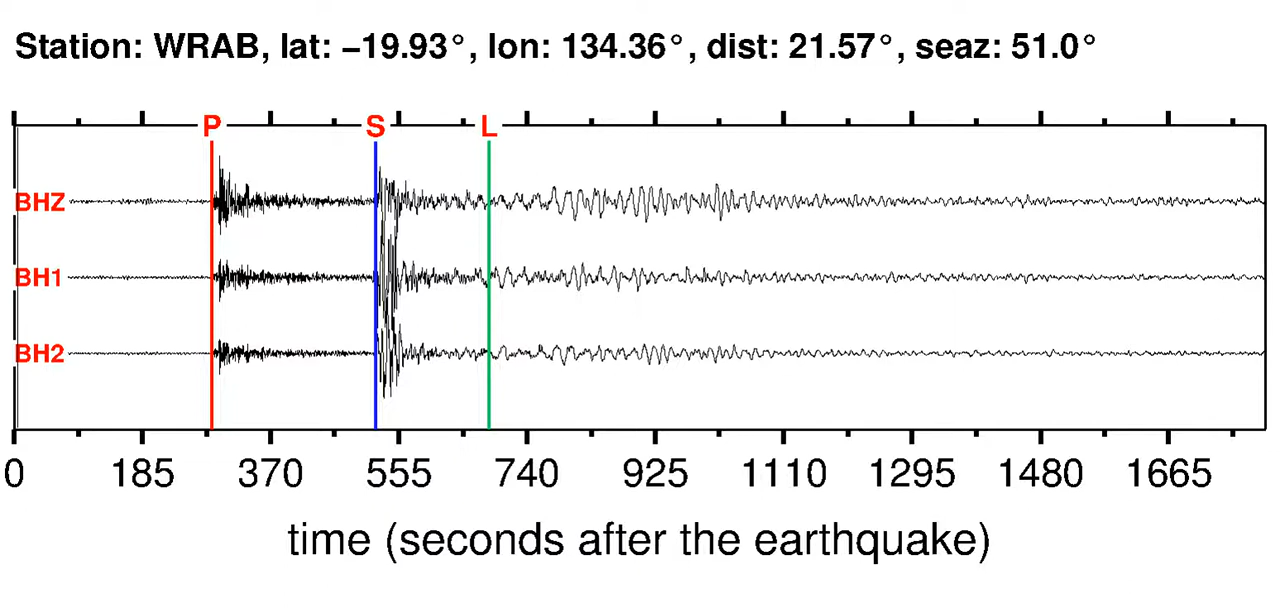 Station: WRAB, lat: −19.93°, lon: 134.36°, dist: 21.57°, seaz: 51.0°
P S L
BHZ
BH1
BH2
0 185 370 555 740 925 1110 1295 1480 1665
time (seconds after the earthquake)